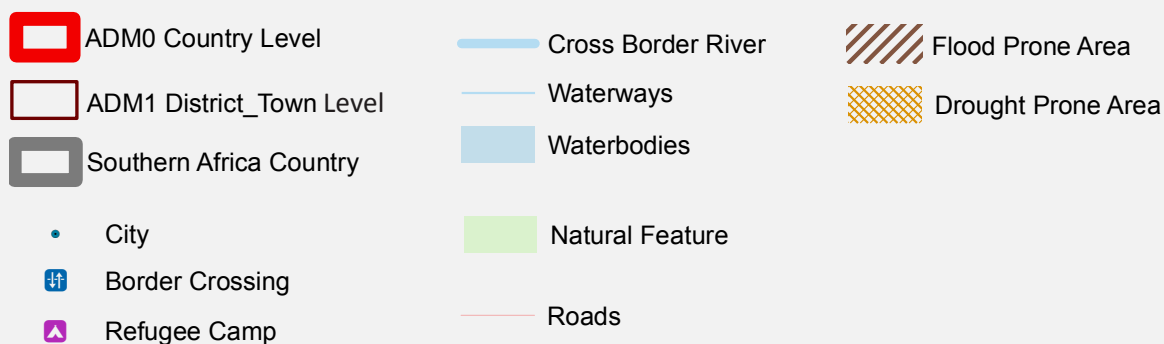 ADM0 Country Level
ADM1 District_Town Level
Southern Africa Country
City
Border Crossing
Refugee Camp
Cross Border River
Waterways
Waterbodies
Natural Feature
Roads
Flood Prone Area
Drought Prone Area